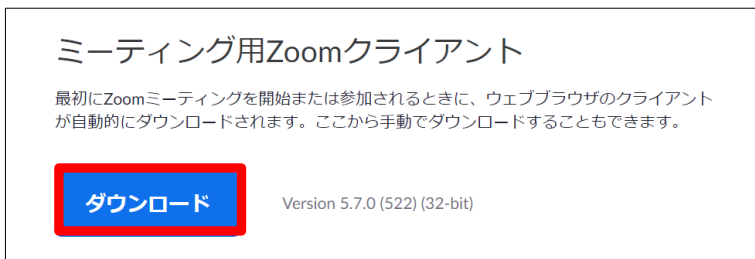 ミーティング用Zoomクライアント
最初にZoomミーティングを開始または参加されるときに、ウェブブラウザのクライアント
が自動的にダウンロードされます。ここから手動でダウンロードすることもできます。
ダウンロード
Version 5.7.0 (522) (32-bit)